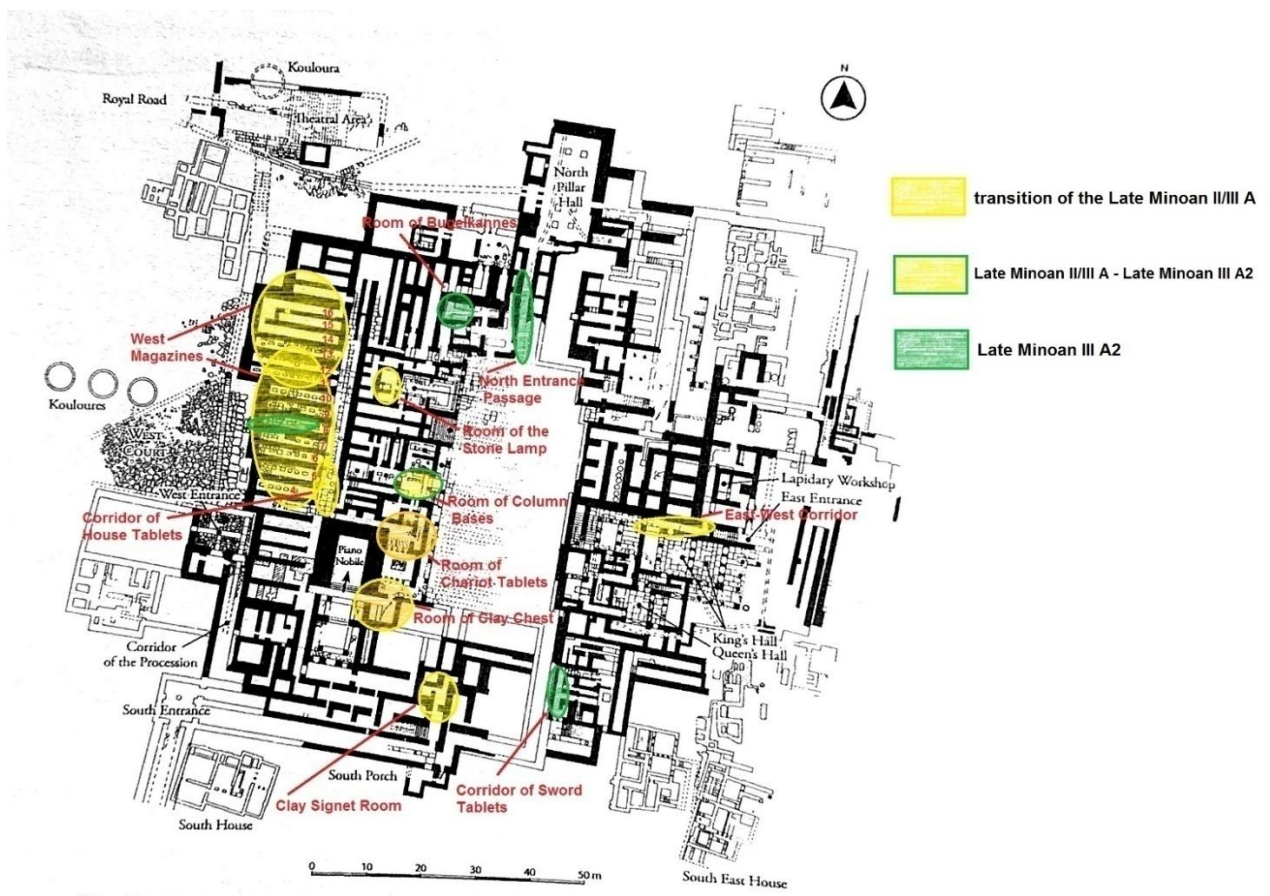 Kouloura
Royal Road
Theatral Area
N
North
Pillar
Hall
Room of Bugelkannes
West
Magazines
16
15
14
13
10
Kouloures
WEST
COURT
West Entrance
North Entrance
Passage
Room of the
Stone Lamp
Corridor of
House Tablets
Room of Column
Bases
Piano
Nobile
Room of
Chariot Tablets
Room of Clay Chest
Lapidary Workshop
East Entrance
East-West Corridor
King's Hall
Queen's Hall
Corridor
of the Procession
South Entrance
South Porch
Clay Signet Room
Corridor of Sword
Tablets
South House
South East House
0 10 20 30 40 50 m
transition of the Late Minoan II/III A
Late Minoan II/III A - Late Minoan III A2
Late Minoan III A2